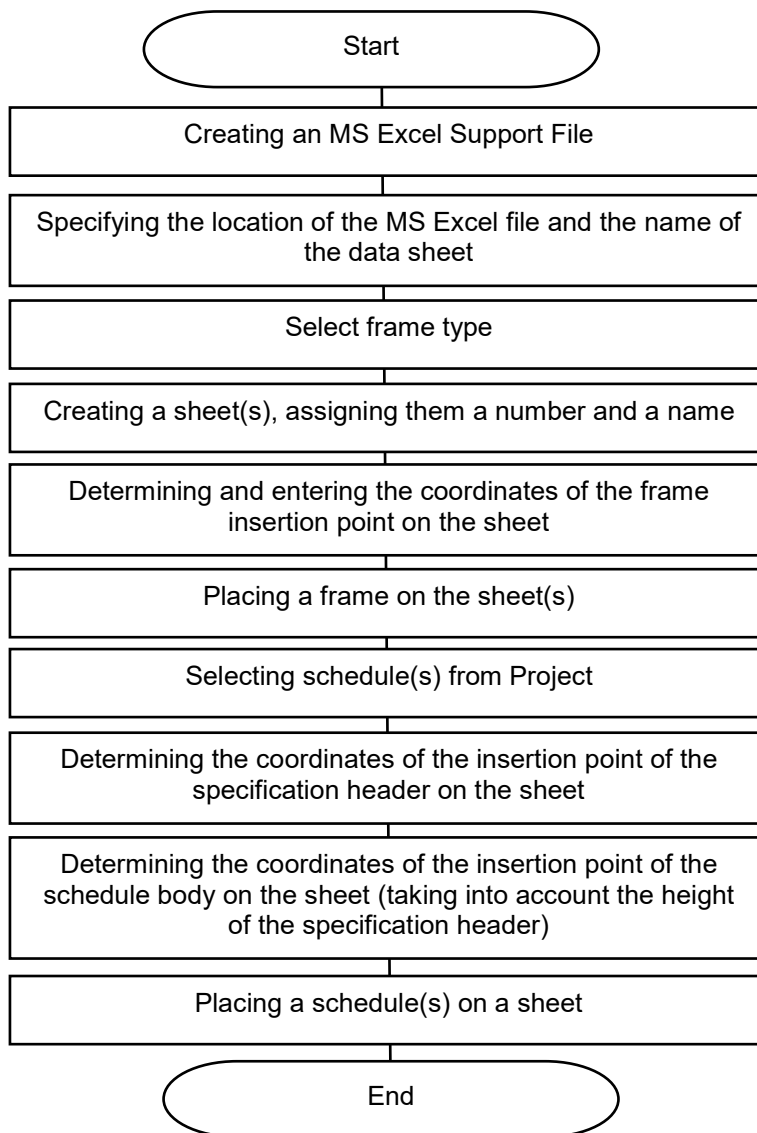 Start
Creating an MS Excel Support File
Specifying the location of the MS Excel file and the name of
the data sheet
Select frame type
Creating a sheet(s), assigning them a number and a name
Determining and entering the coordinates of the frame
insertion point on the sheet
Placing a frame on the sheet(s)
Selecting schedule(s) from Project
Determining the coordinates of the insertion point of the
specification header on the sheet
Determining the coordinates of the insertion point of the
schedule body on the sheet (taking into account the height
of the specification header)
Placing a schedule(s) on a sheet
End